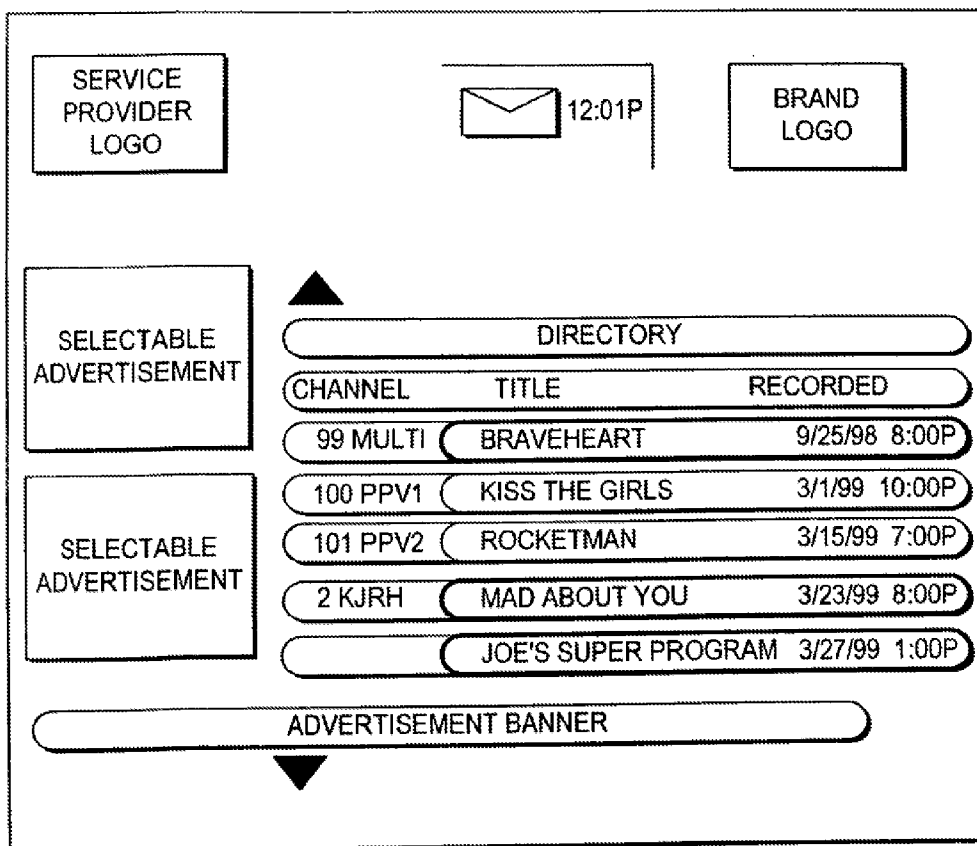 SERVICE
PROVIDER
LOGO
12:01P
BRAND
LOGO
SELECTABLE
ADVERTISEMENT
DIRECTORY
CHANNEL TITLE RECORDED
99 MULTI BRAVEHEART 9/25/98 8:00P
100 PPV1 KISS THE GIRLS 3/1/99 10:00P
101 PPV2 ROCKETMAN 3/15/99 7:00P
2 KJRH MAD ABOUT YOU 3/23/99 8:00P
JOE'S SUPER PROGRAM 3/27/99 1:00P
SELECTABLE
ADVERTISEMENT
ADVERTISEMENT BANNER